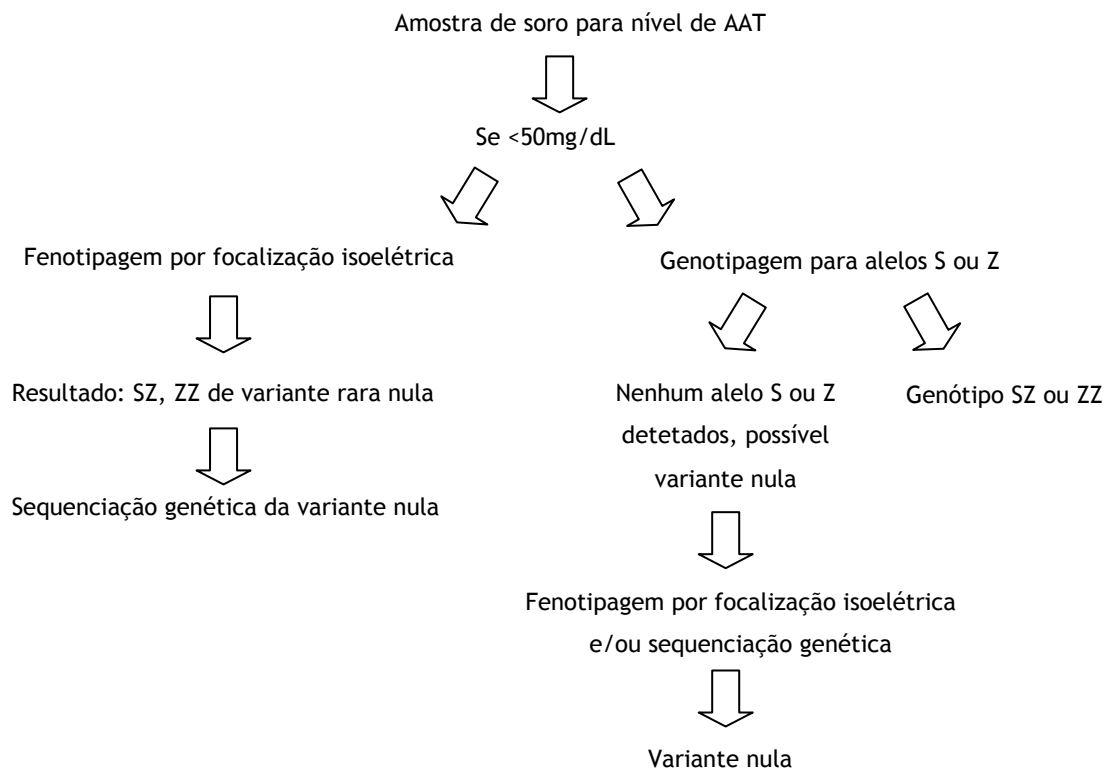 Amostra de soro para nível de AAT
Se <50mg/dL
Fenotipagem por focalização isoelétrica
Genotipagem para alelos S ou Z
Resultado: SZ, ZZ de variante rara nula
Sequenciação genética da variante nula
Nenhum alelo S ou Z
detetados, possível
variante nula
Genótipo SZ ou ZZ
Fenotipagem por focalização isoelétrica
e/ou sequenciação genética
Variante nula